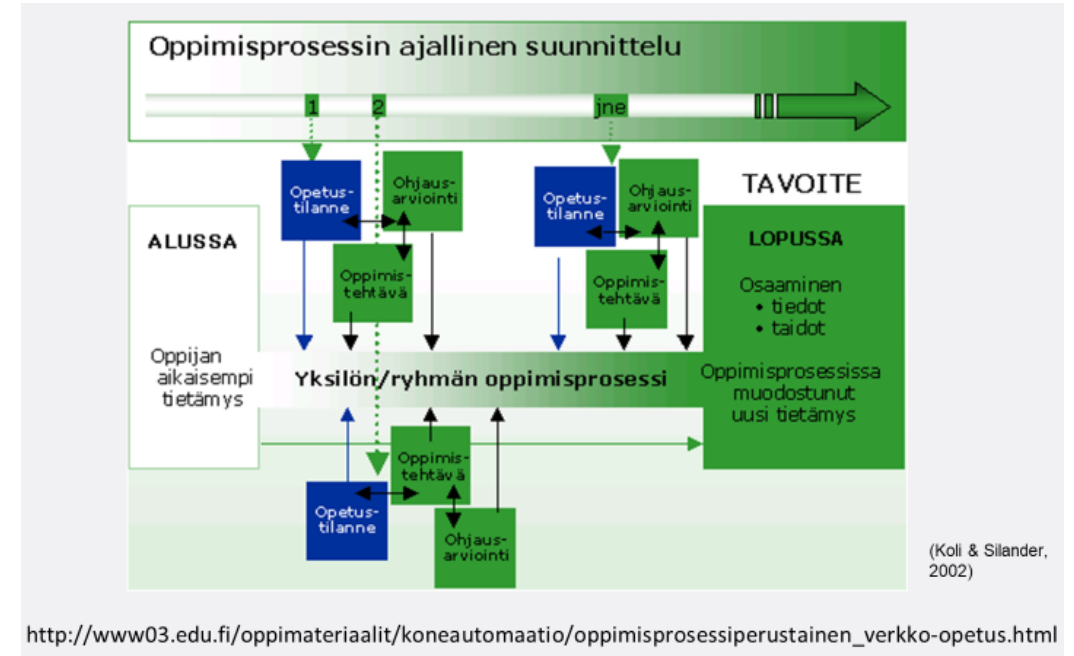 Oppimisprosessin ajallinen suunnittelu
1
2
jne
Opetus-
tilanne
Ohjaus-
arviointi
Oppimis-
tehtävä
Opetus-
tilanne
Ohjaus-
arviointi
Oppimis-
tehtävä
TAVOITE
ALUSSA
Oppijan
aikaisempi
tietämys
Yksilön/ryhmän oppimisprosessi
LOPUSSA
Osaaminen
• tiedot
• taidot
Oppimisprosessissa
muodostunut
uusi tietämys
Oppimis-
tehtävä
Opetus-
tilanne
Ohjaus-
arviointi
(Koli & Silander,
2002)
http://www03.edu.fi/oppimateriaalit/koneautomaatio/oppimisprosessiperustainen_verkko-opetus.html